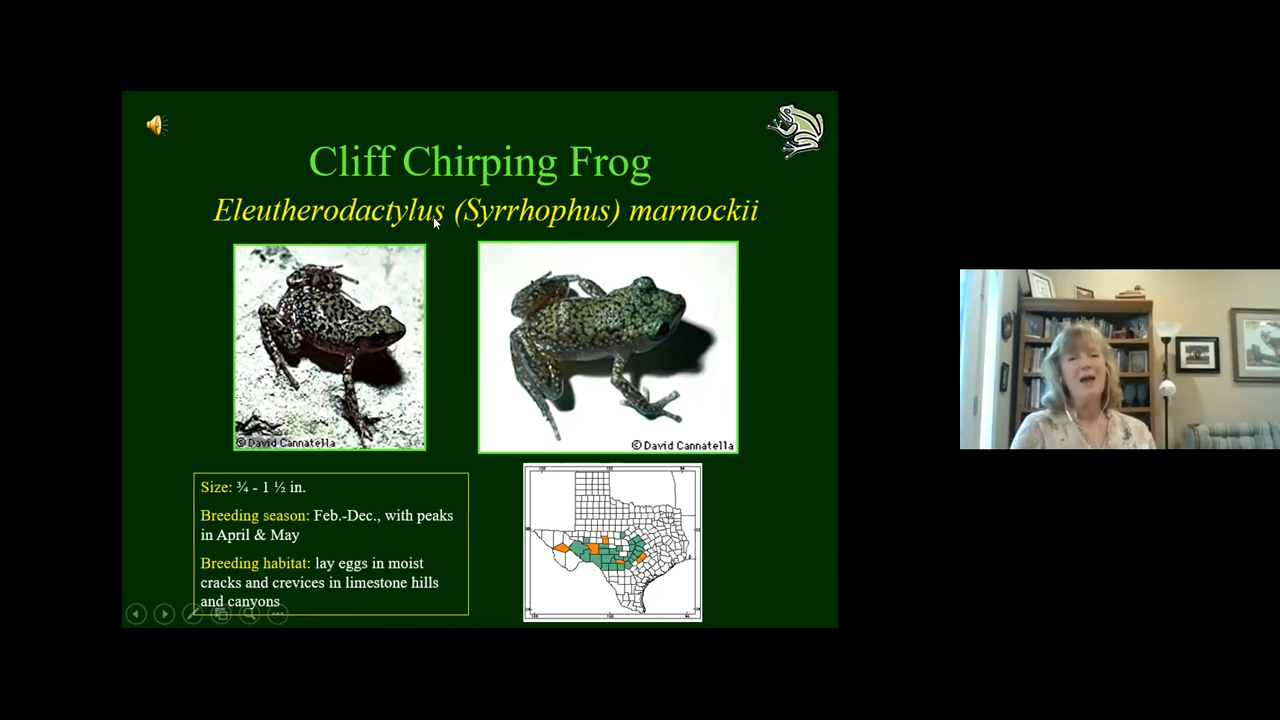 Cliff Chirping Frog
Eleutherodactylus (Syrrhophus) marnockii
© David Cannatella
© David Cannatella
Size: ¾ - 1 ½ in.
Breeding season: Feb.-Dec., with peaks
in April & May
Breeding habitat: lay eggs in moist
cracks and crevices in limestone hills
and canyons